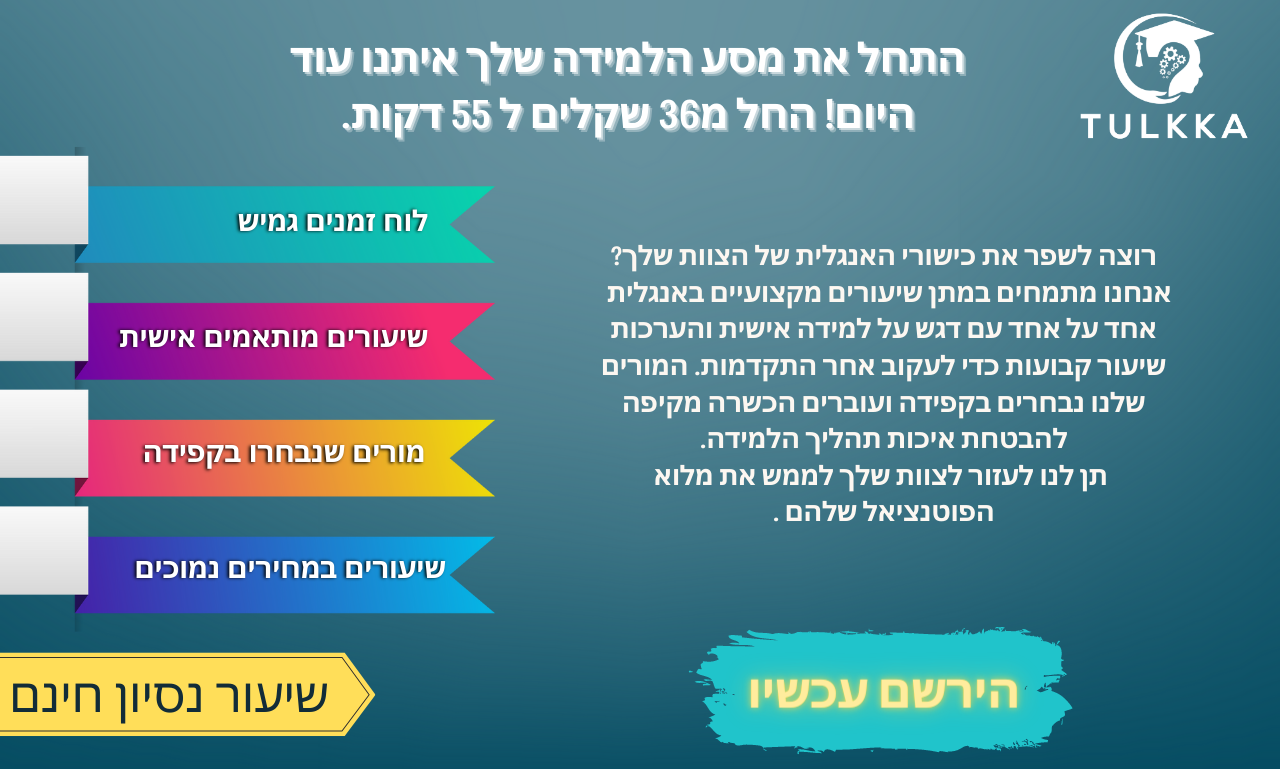 TULKKA
התחל את מסע הלמידה שלך איתנו עוד
היום! החל מ36 שקלים ל 55 דקות.
רוצה לשפר את כישורי האנגלית של הצוות שלך?
אנחנו מתמחים במתן שיעורים מקצועיים באנגלית
אחד על אחד עם דגש על למידה אישית והערכות
שיעור קבועות כדי לעקוב אחר התקדמות. המורים
שלנו נבחרים בקפידה ועוברים הכשרה מקיפה
להבטחת איכות תהליך הלמידה.
תן לנו לעזור לצוות שלך לממש את מלוא
הפוטנציאל שלהם .
לוח זמנים גמיש
שיעורים מותאמים אישית
מורים שנבחרו בקפידה
שיעורים במחירים נמוכים
הירשם עכשיו
שיעור נסיון חינם